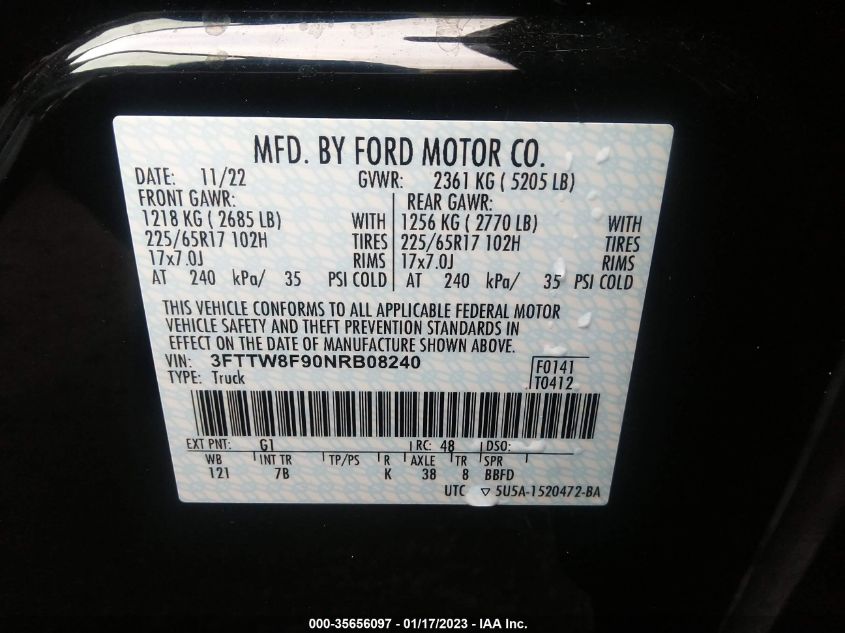 MFD. BY FORD MOTOR CO.
DATE: 11/22 GVWR: 2361 KG ( 5205 LB)
FRONT GAWR: REAR GAWR:
1218 KG ( 2685 LB) WITH 1256 KG ( 2770 LB) WITH
225/65R17 102H TIRES 225/65R17 102H TIRES
17x7.0J RIMS 17x7.0J RIMS
AT 240 kPa/ 35 PSI COLD AT 240 kPa/ 35 PSI COLD
THIS VEHICLE CONFORMS TO ALL APPLICABLE FEDERAL MOTOR
VEHICLE SAFETY AND THEFT PREVENTION STANDARDS IN
EFFECT ON THE DATE OF MANUFACTURE SHOWN ABOVE.
VIN: 3FTTW8F90NRB08240 F0141
TYPE: Truck T0412
EXT PNT: G1 RC: 48 DSO:
WB INT TR TP/PS R AXLE TR SPR
121 7B K 38 8 BBFD
UTC ▽ 5U5A-1520472-BA
000-35656097 - 01/17/2023 - IAA Inc.